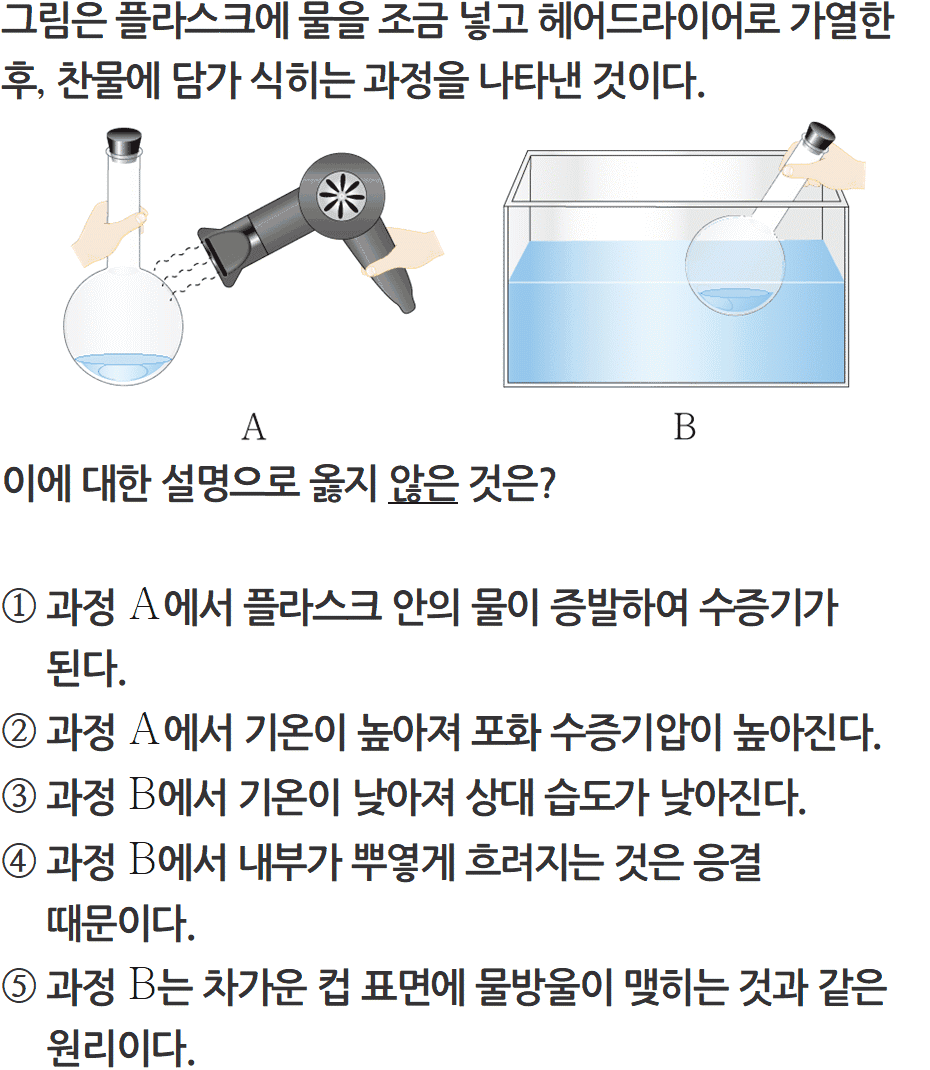 그림은 플라스크에 물을 조금 넣고 헤어드라이어로 가열한
후, 찬물에 담가 식히는 과정을 나타낸 것이다.
A
B
이에 대한 설명으로 옳지 않은 것은?
① 과정 A에서 플라스크 안의 물이 증발하여 수증기가
된다.
② 과정 A에서 기온이 높아져 포화 수증기압이 높아진다.
③ 과정 B에서 기온이 낮아져 상대 습도가 낮아진다.
④ 과정 B에서 내부가 뿌옇게 흐려지는 것은 응결
때문이다.
⑤ 과정 B는 차가운 컵 표면에 물방울이 맺히는 것과 같은
원리이다.